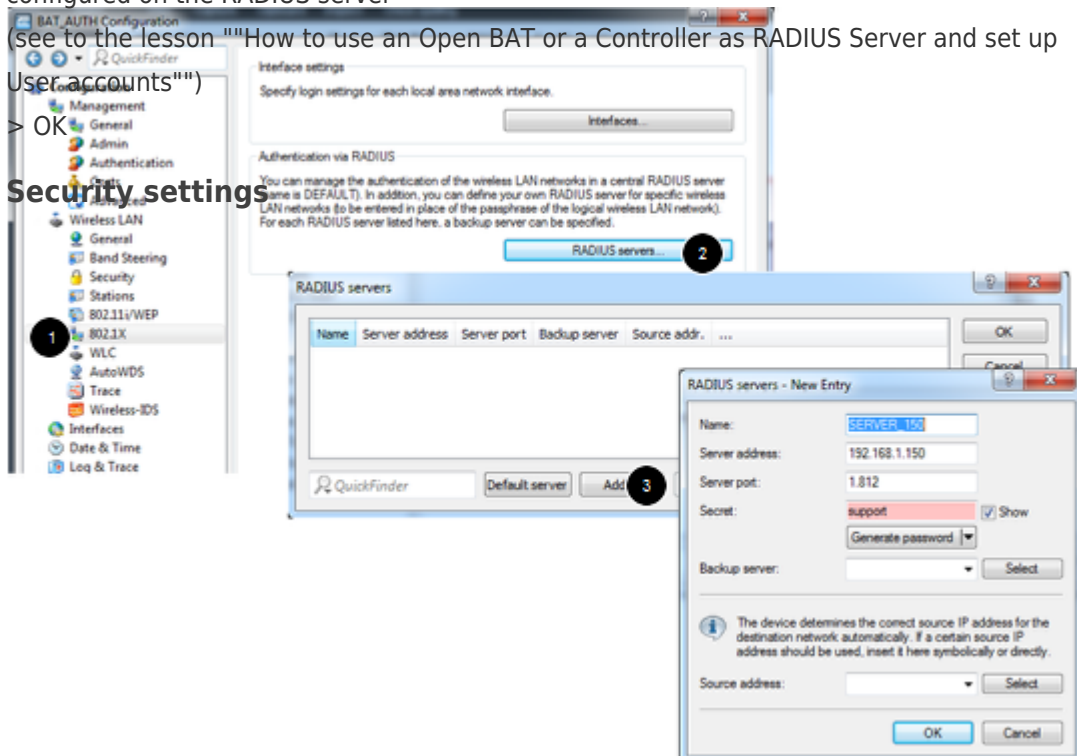 configured on the RADIUS server
(see to the lesson ""How to use an Open BAT or a Controller as RADIUS Server and set up
User accounts"")
> OK
Security settings
BAT_AUTH Configuration
QuickFinder
Configuration
Management
General
Admin
Authentication
Costs
Advanced
Wireless LAN
General
Band Steering
Security
Stations
802.11i/WEP
1
802.1X
WLC
AutoWDS
Trace
Wireless-IDS
Interfaces
Date & Time
Log & Trace
Interface settings
Specify login settings for each local area network interface.
Interfaces...
Authentication via RADIUS
You can manage the authentication of the wireless LAN networks in a central RADIUS server
(name is DEFAULT). In addition, you can define your own RADIUS server for specific wireless
LAN networks (to be entered in place of the passphrase of the logical wireless LAN network).
For each RADIUS server listed here, a backup server can be specified.
RADIUS servers...
2
RADIUS servers
Name Server address Server port Backup server Source addr. ...
OK
Cancel
QuickFinder
Default server
Add
3
RADIUS servers - New Entry
Name: SERVER_150
Server address: 192.168.1.150
Server port: 1.812
Secret: support Show
Generate password
Backup server: Select
The device determines the correct source IP address for the
destination network automatically. If a certain source IP
address should be used, insert it here symbolically or directly.
Source address: Select
OK Cancel